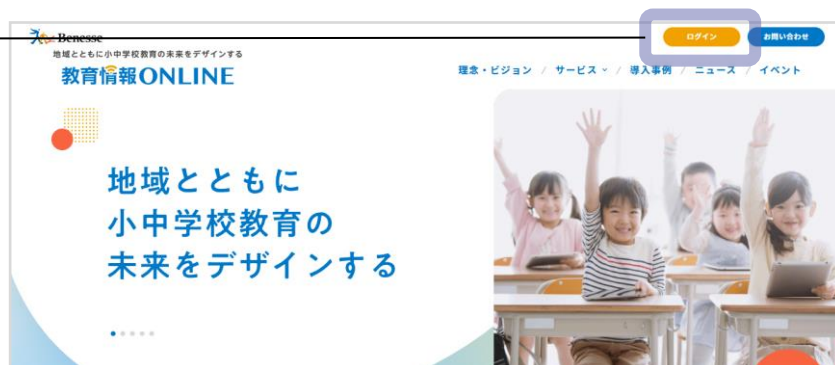 Benesse
地域とともに小中学校教育の未来をデザインする
教育情報ONLINE
ログイン
お問い合わせ
理念・ビジョン / サービス / 導入事例 / ニュース / イベント
地域とともに
小中学校教育の
未来をデザインする